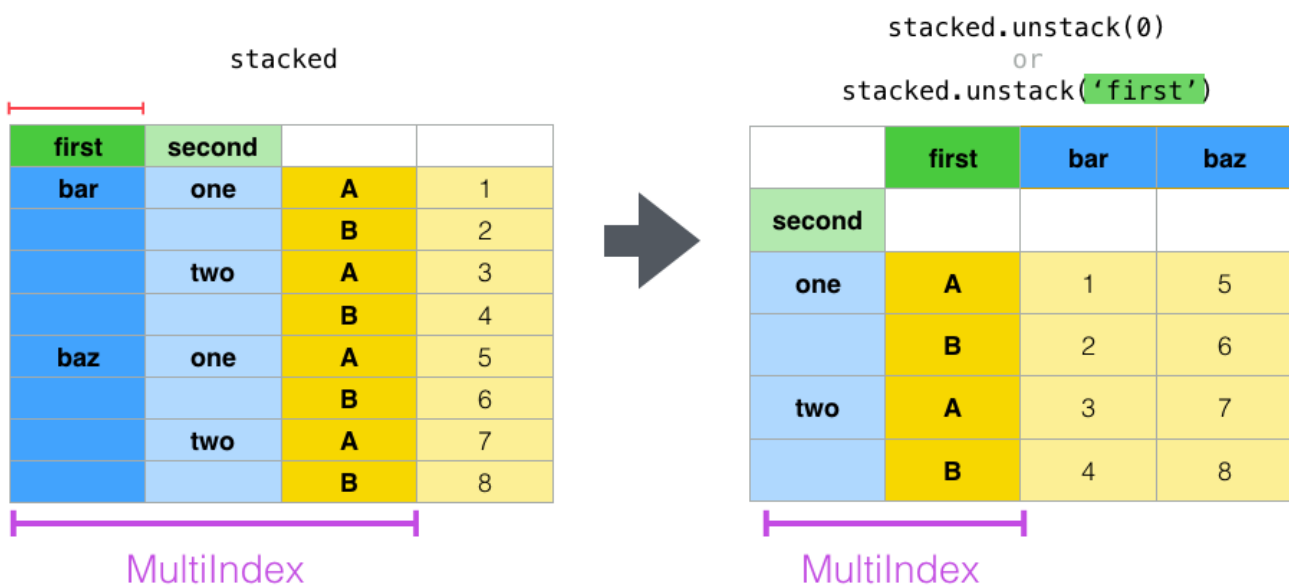 stacked
first second
bar one A 1
B 2
two A 3
B 4
baz one A 5
B 6
two A 7
B 8
MultiIndex
stacked.unstack(0)
or
stacked.unstack(‘first’)
first bar baz
second
one A 1 5
B 2 6
two A 3 7
B 4 8
MultiIndex